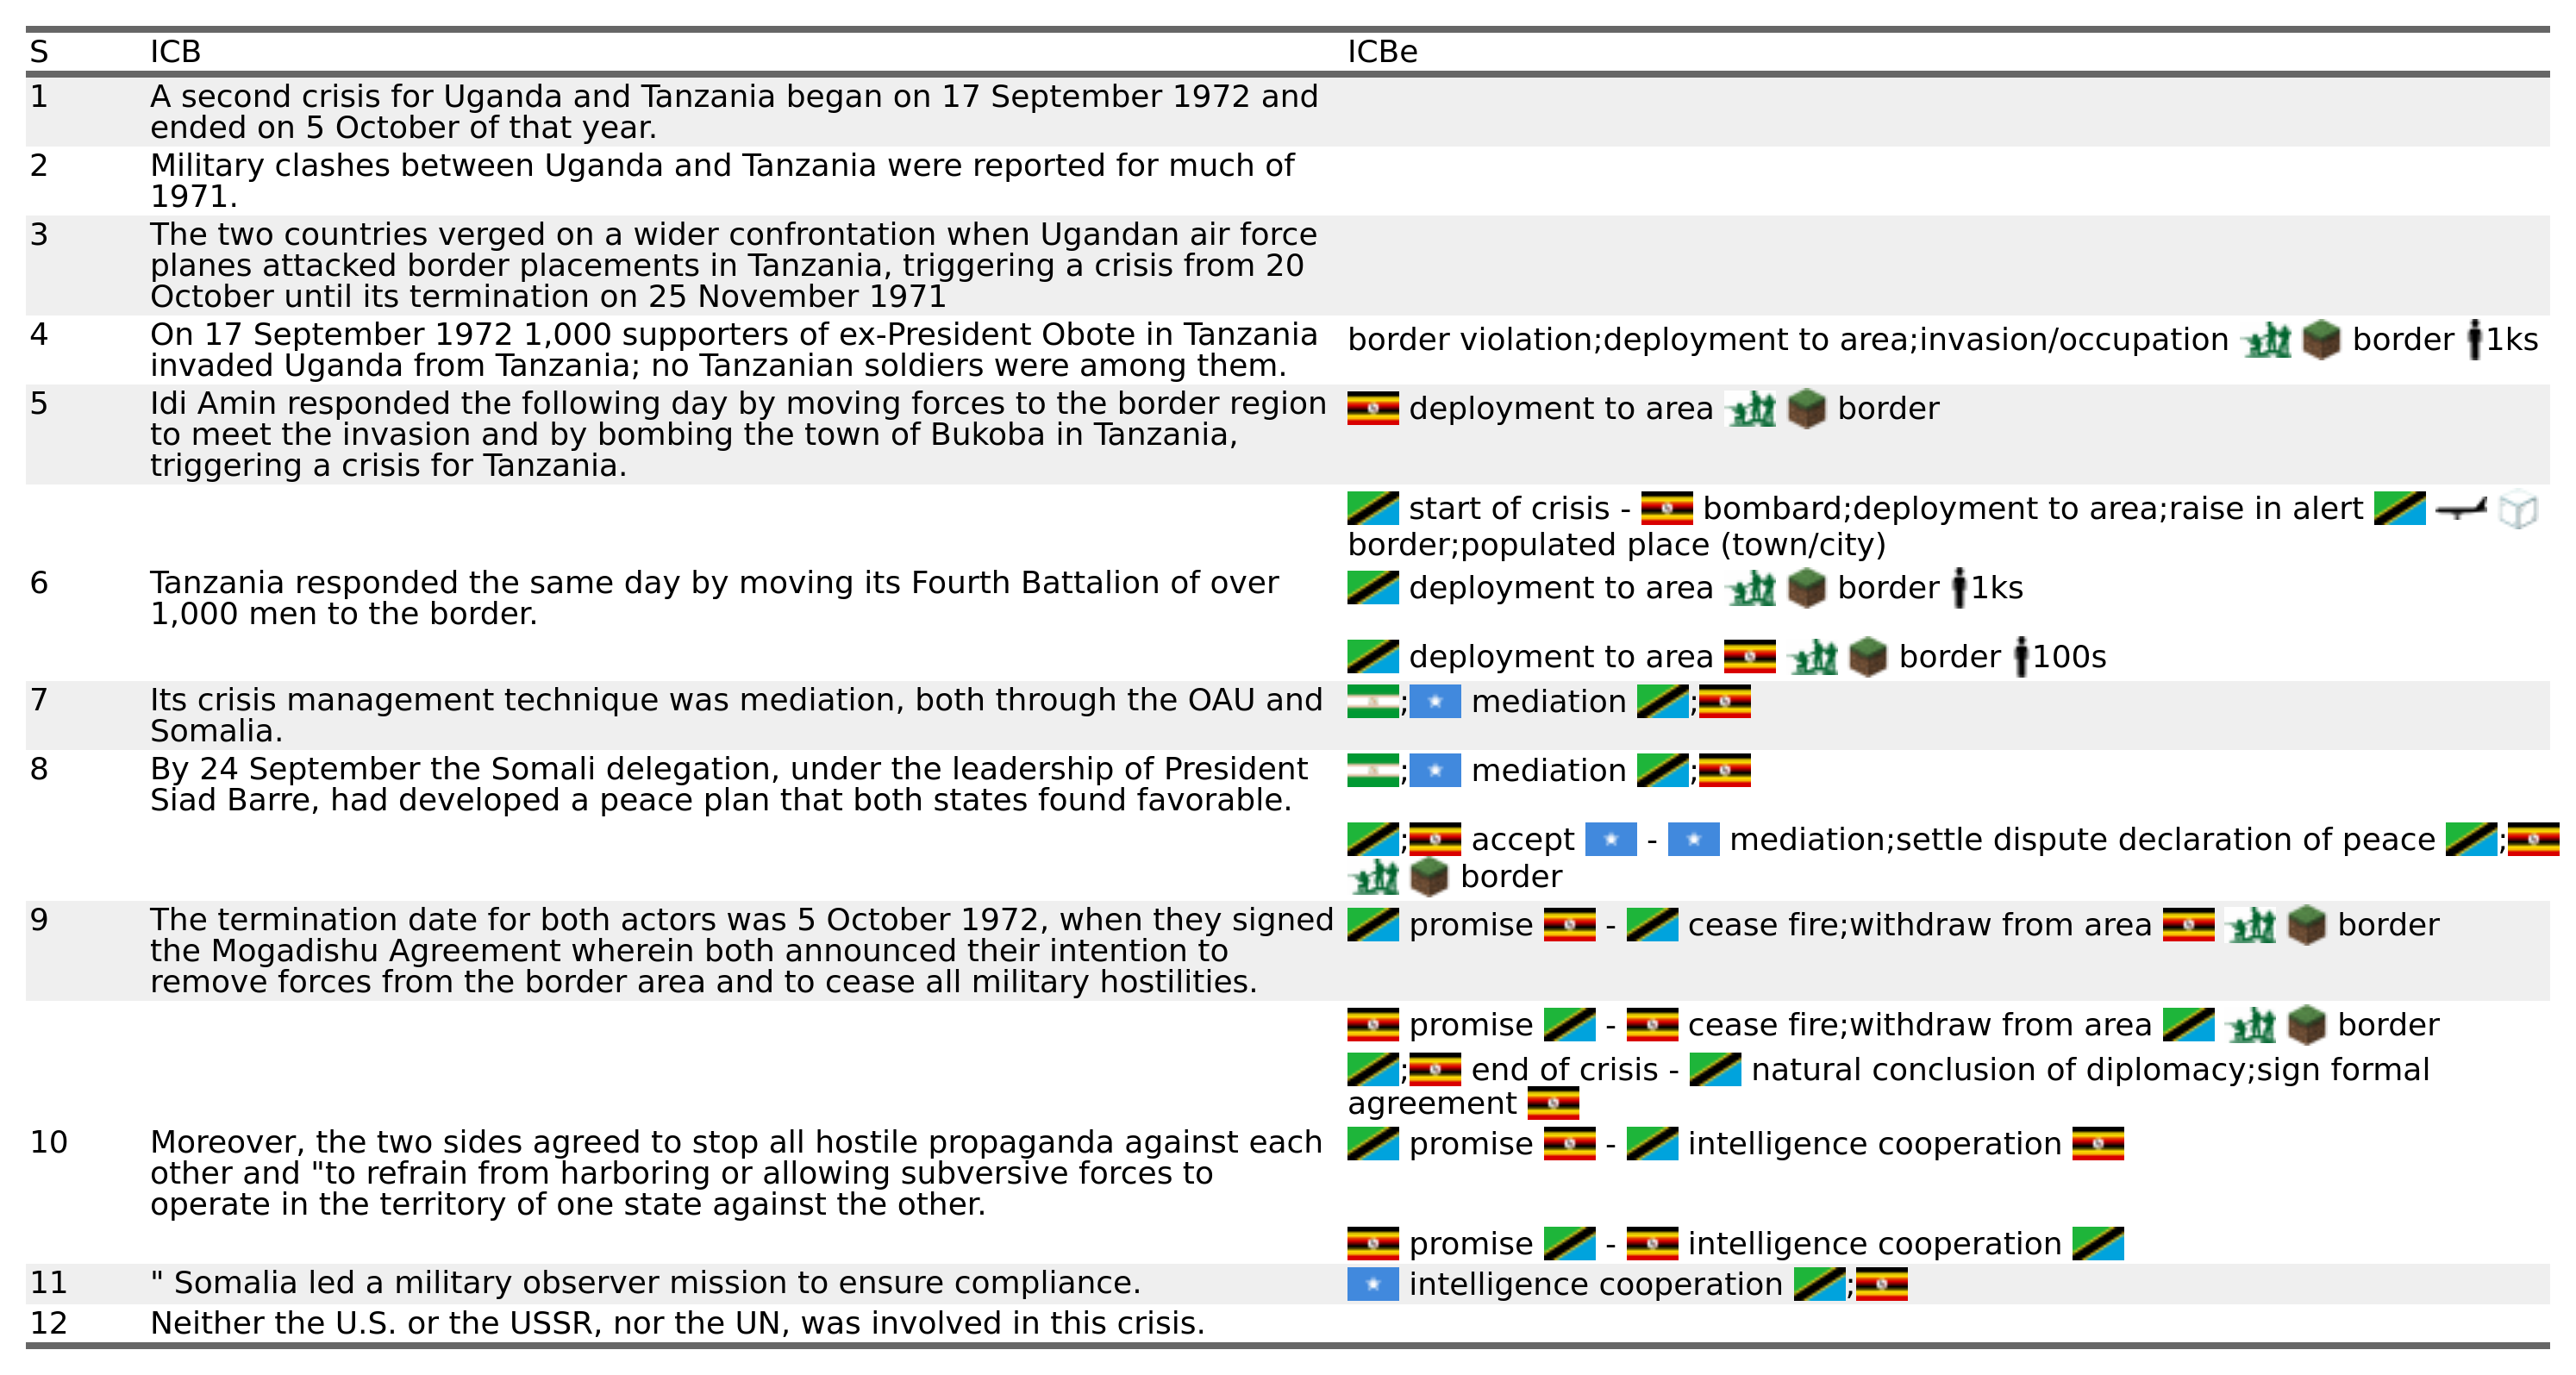 S ICB ICBe
1 A second crisis for Uganda and Tanzania began on 17 September 1972 and
ended on 5 October of that year.
2 Military clashes between Uganda and Tanzania were reported for much of
1971.
3 The two countries verged on a wider confrontation when Ugandan air force
planes attacked border placements in Tanzania, triggering a crisis from 20
October until its termination on 25 November 1971
4 On 17 September 1972 1,000 supporters of ex-President Obote in Tanzania
invaded Uganda from Tanzania; no Tanzanian soldiers were among them.
border violation;deployment to area;invasion/occupation border 1ks
5 Idi Amin responded the following day by moving forces to the border region
to meet the invasion and by bombing the town of Bukoba in Tanzania,
triggering a crisis for Tanzania.
deployment to area border
start of crisis - bombard;deployment to area;raise in alert
border;populated place (town/city)
6 Tanzania responded the same day by moving its Fourth Battalion of over
1,000 men to the border.
deployment to area border 1ks
deployment to area border 100s
7 Its crisis management technique was mediation, both through the OAU and
Somalia.
; mediation ;
8 By 24 September the Somali delegation, under the leadership of President
Siad Barre, had developed a peace plan that both states found favorable.
; mediation ;
; accept - mediation;settle dispute declaration of peace ;
border
9 The termination date for both actors was 5 October 1972, when they signed
the Mogadishu Agreement wherein both announced their intention to
remove forces from the border area and to cease all military hostilities.
promise - cease fire;withdraw from area border
promise - cease fire;withdraw from area border
; end of crisis - natural conclusion of diplomacy;sign formal
agreement
10 Moreover, the two sides agreed to stop all hostile propaganda against each
other and "to refrain from harboring or allowing subversive forces to
operate in the territory of one state against the other.
promise - intelligence cooperation
promise - intelligence cooperation
11 " Somalia led a military observer mission to ensure compliance.
intelligence cooperation ;
12 Neither the U.S. or the USSR, nor the UN, was involved in this crisis.